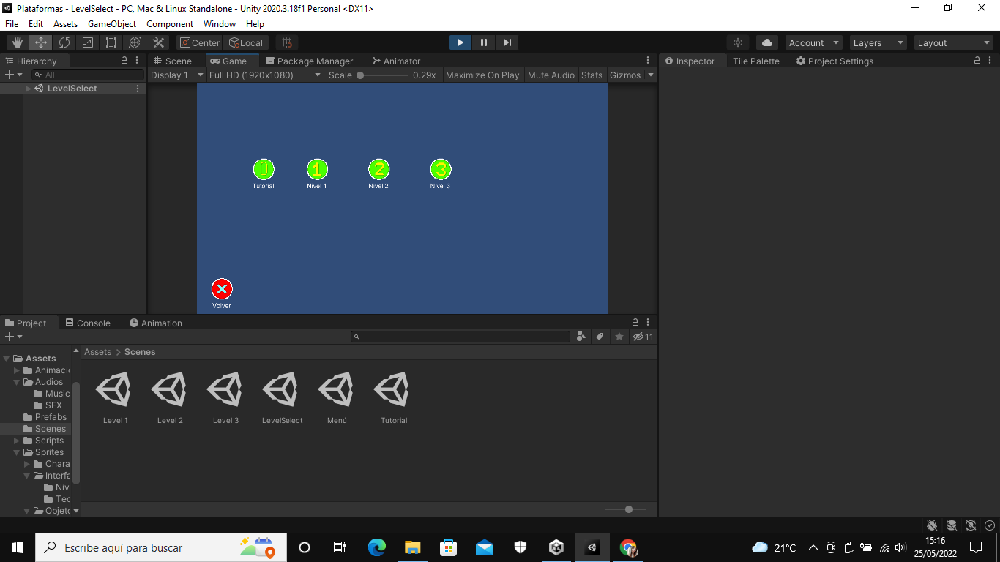 Plataformas - LevelSelect - PC, Mac & Linux Standalone - Unity 2020.3.18f1 Personal <DX11>
File Edit Assets GameObject Component Window Help
Center Local Account Layers Layout
Hierarchy Scene Game Package Manager Animator Inspector Tile Palette Project Settings
All Display 1 Full HD (1920x1080) Scale 0.29x Maximize On Play Mute Audio Stats Gizmos
LevelSelect
0 1 2 3
Tutorial Nivel 1 Nivel 2 Nivel 3
Volver
Project Console Animation
11
Assets > Scenes
Assets
Animacio
Audios
Music
SFX
Prefabs
Scenes
Scripts
Sprites
Chara
Interfa
Niv
Tec
Objeto
Level 1 Level 2 Level 3 LevelSelect Menú Tutorial
Escribe aquí para buscar
21°C
15:16
25/05/2022